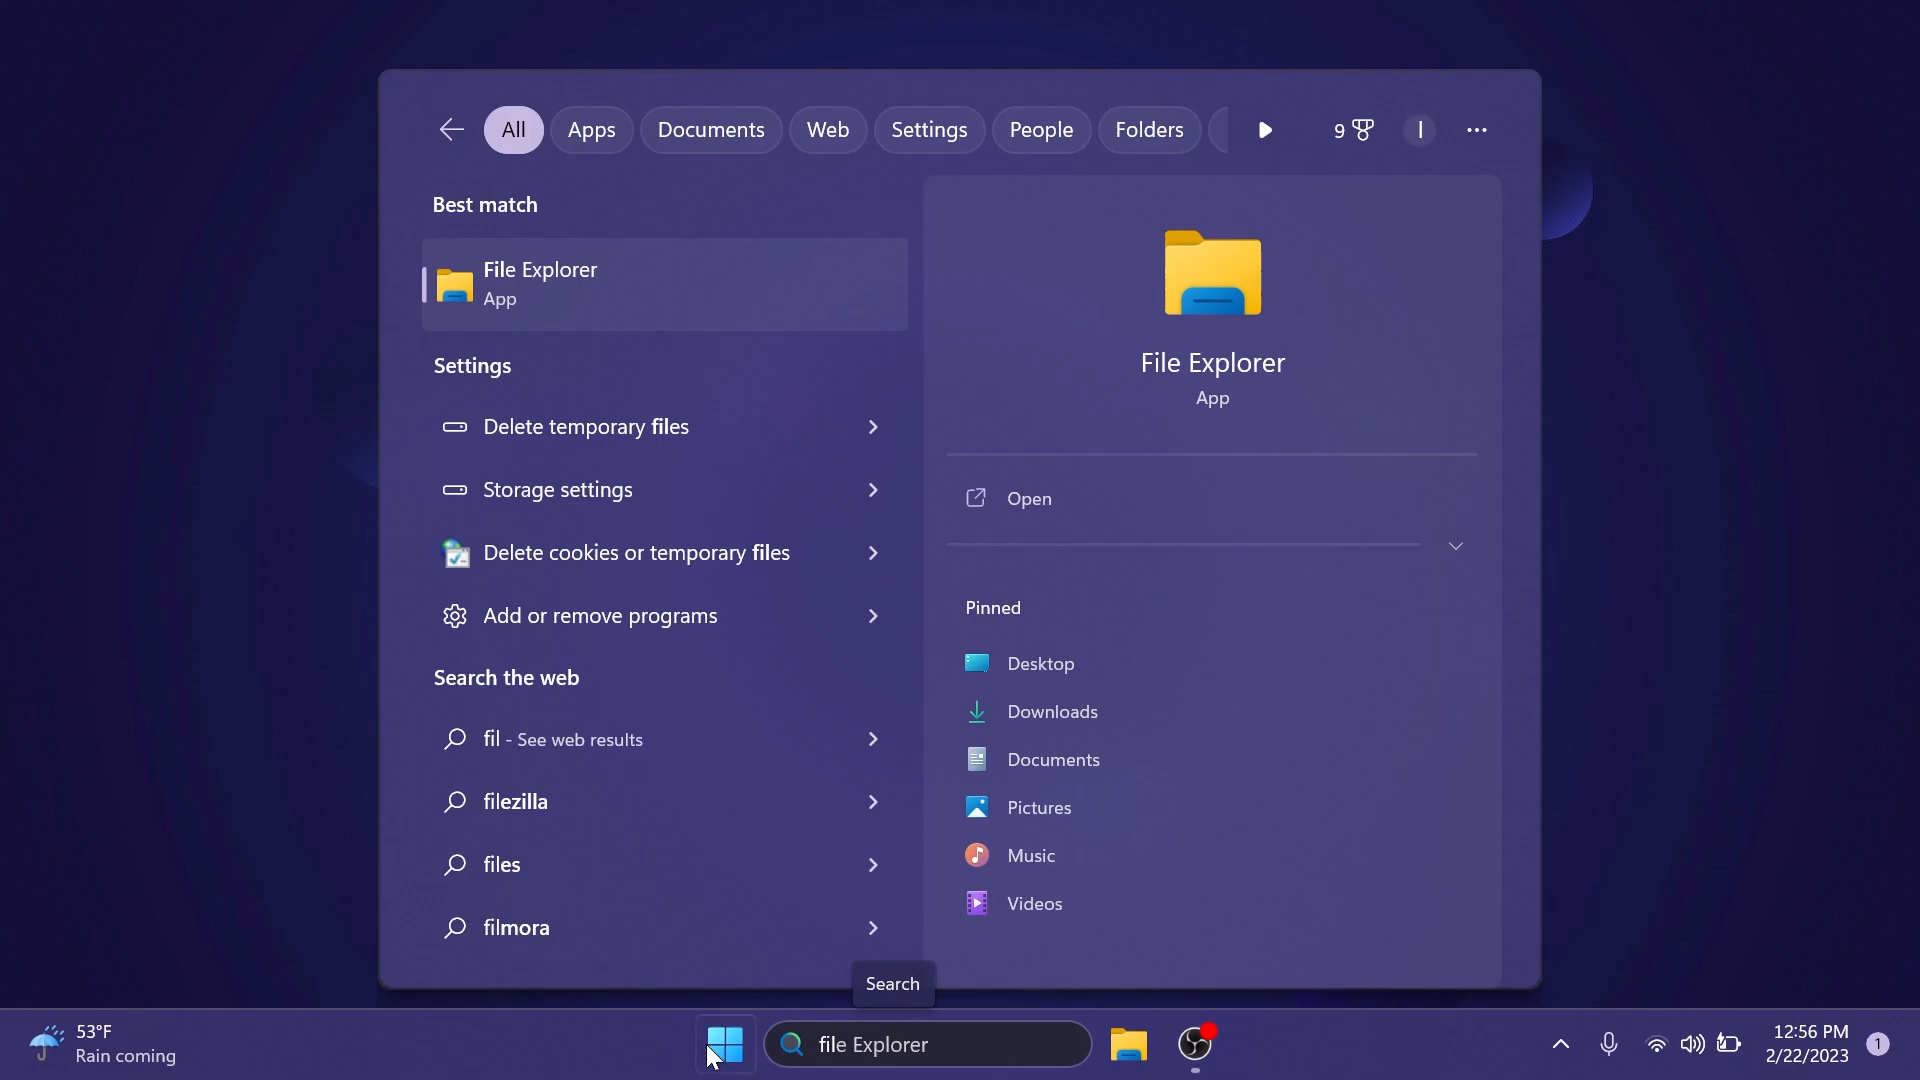 All
Apps
Documents
Web
Settings
People
Folders
9
I
Best match
File Explorer
App
Settings
Delete temporary files
Storage settings
Delete cookies or temporary files
Add or remove programs
Search the web
fil - See web results
filezilla
files
filmora
File Explorer
App
Open
Pinned
Desktop
Downloads
Documents
Pictures
Music
Videos
Search
53°F
Rain coming
file Explorer
12:56 PM
2/22/2023
1